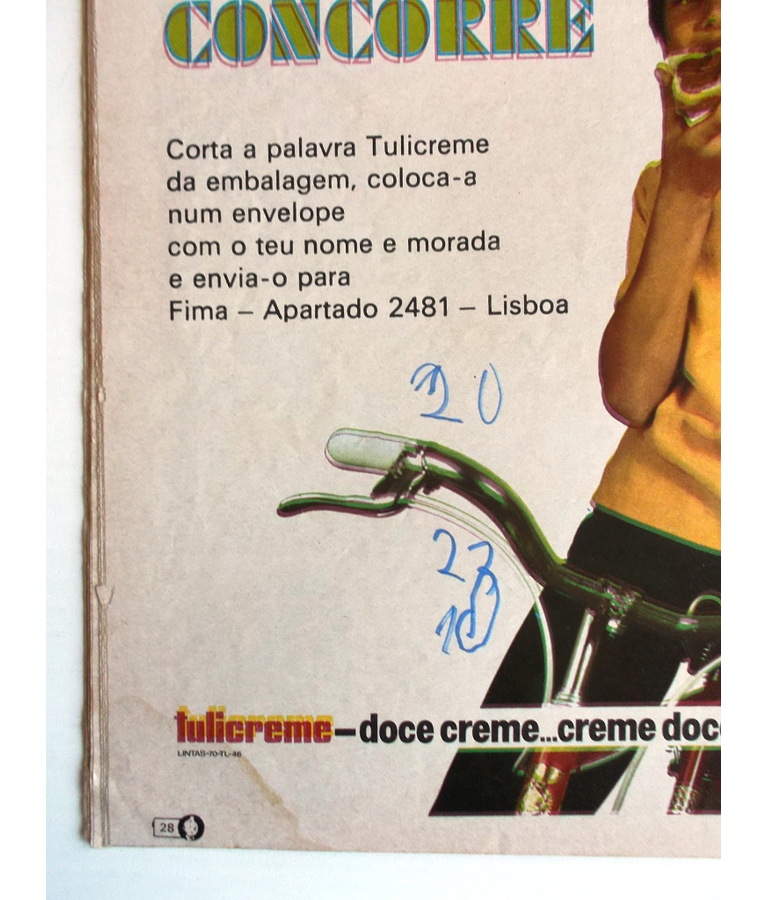 CONCORRE
Corta a palavra Tulicreme
da embalagem, coloca-a
num envelope
com o teu nome e morada
e envia-o para
Fima – Apartado 2481 – Lisboa
20
27
10
tulicreme – doce creme...creme doc
LINTAS-70-TL-46
28